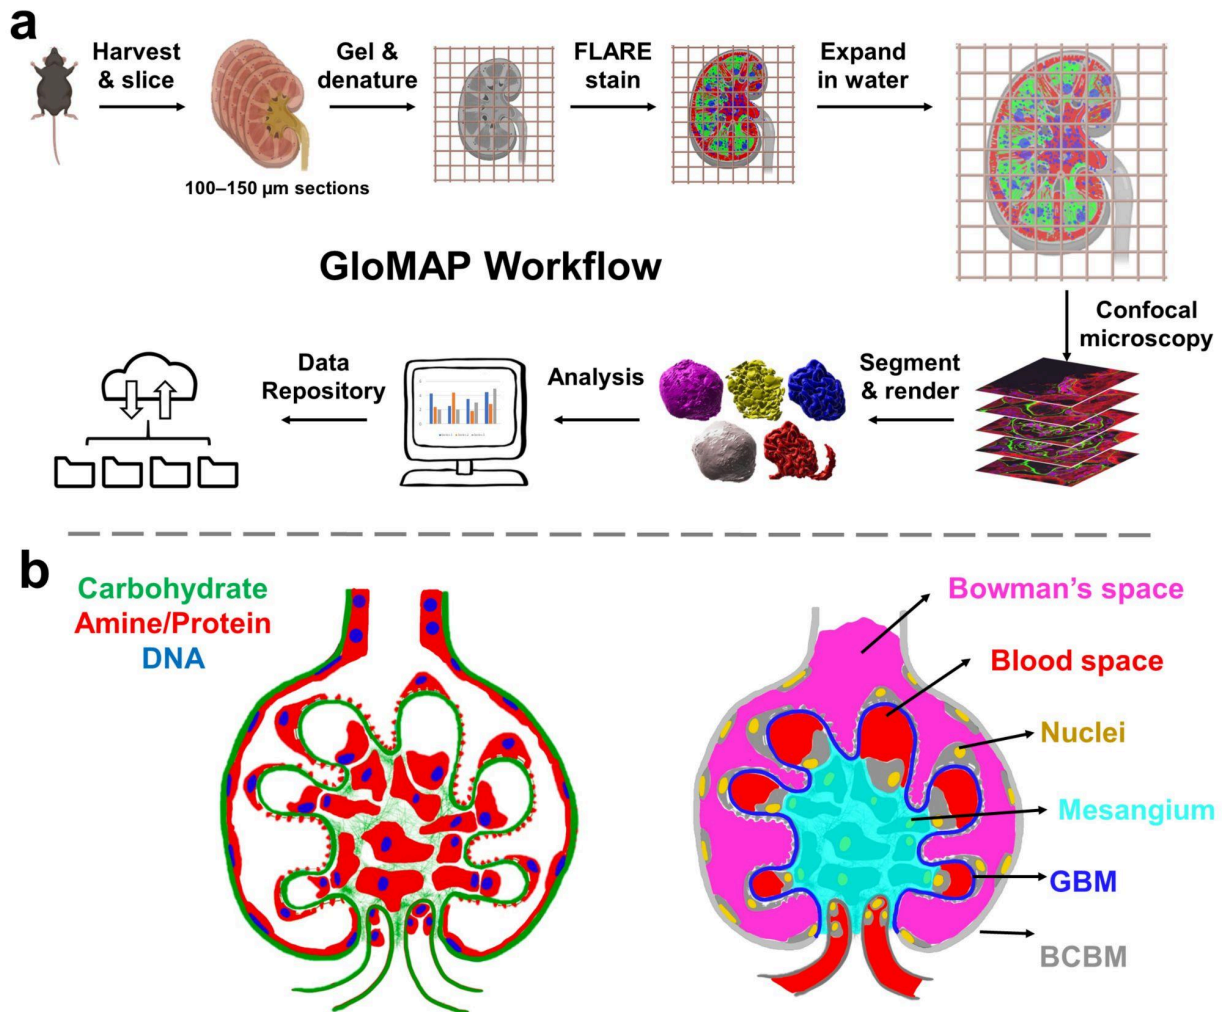 a
Harvest
& slice
Gel &
denature
FLARE
stain
Expand
in water
100–150 µm sections
GloMAP Workflow
Confocal
microscopy
Data
Repository
Analysis
Segment
& render
b
Carbohydrate
Amine/Protein
DNA
Bowman's space
Blood space
Nuclei
Mesangium
GBM
BCBM